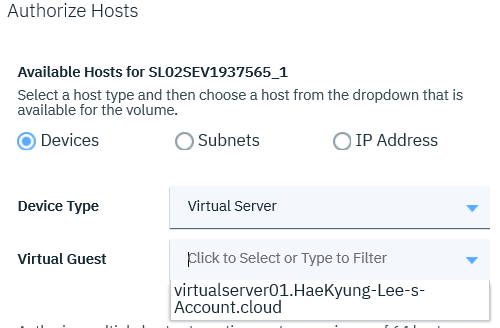 Authorize Hosts
Available Hosts for SL02SEV1937565_1
Select a host type and then choose a host from the dropdown that is
available for the volume.
Devices Subnets IP Address
Device Type Virtual Server
Virtual Guest Click to Select or Type to Filter
virtualserver01.HaeKyung-Lee-s-
Account.cloud